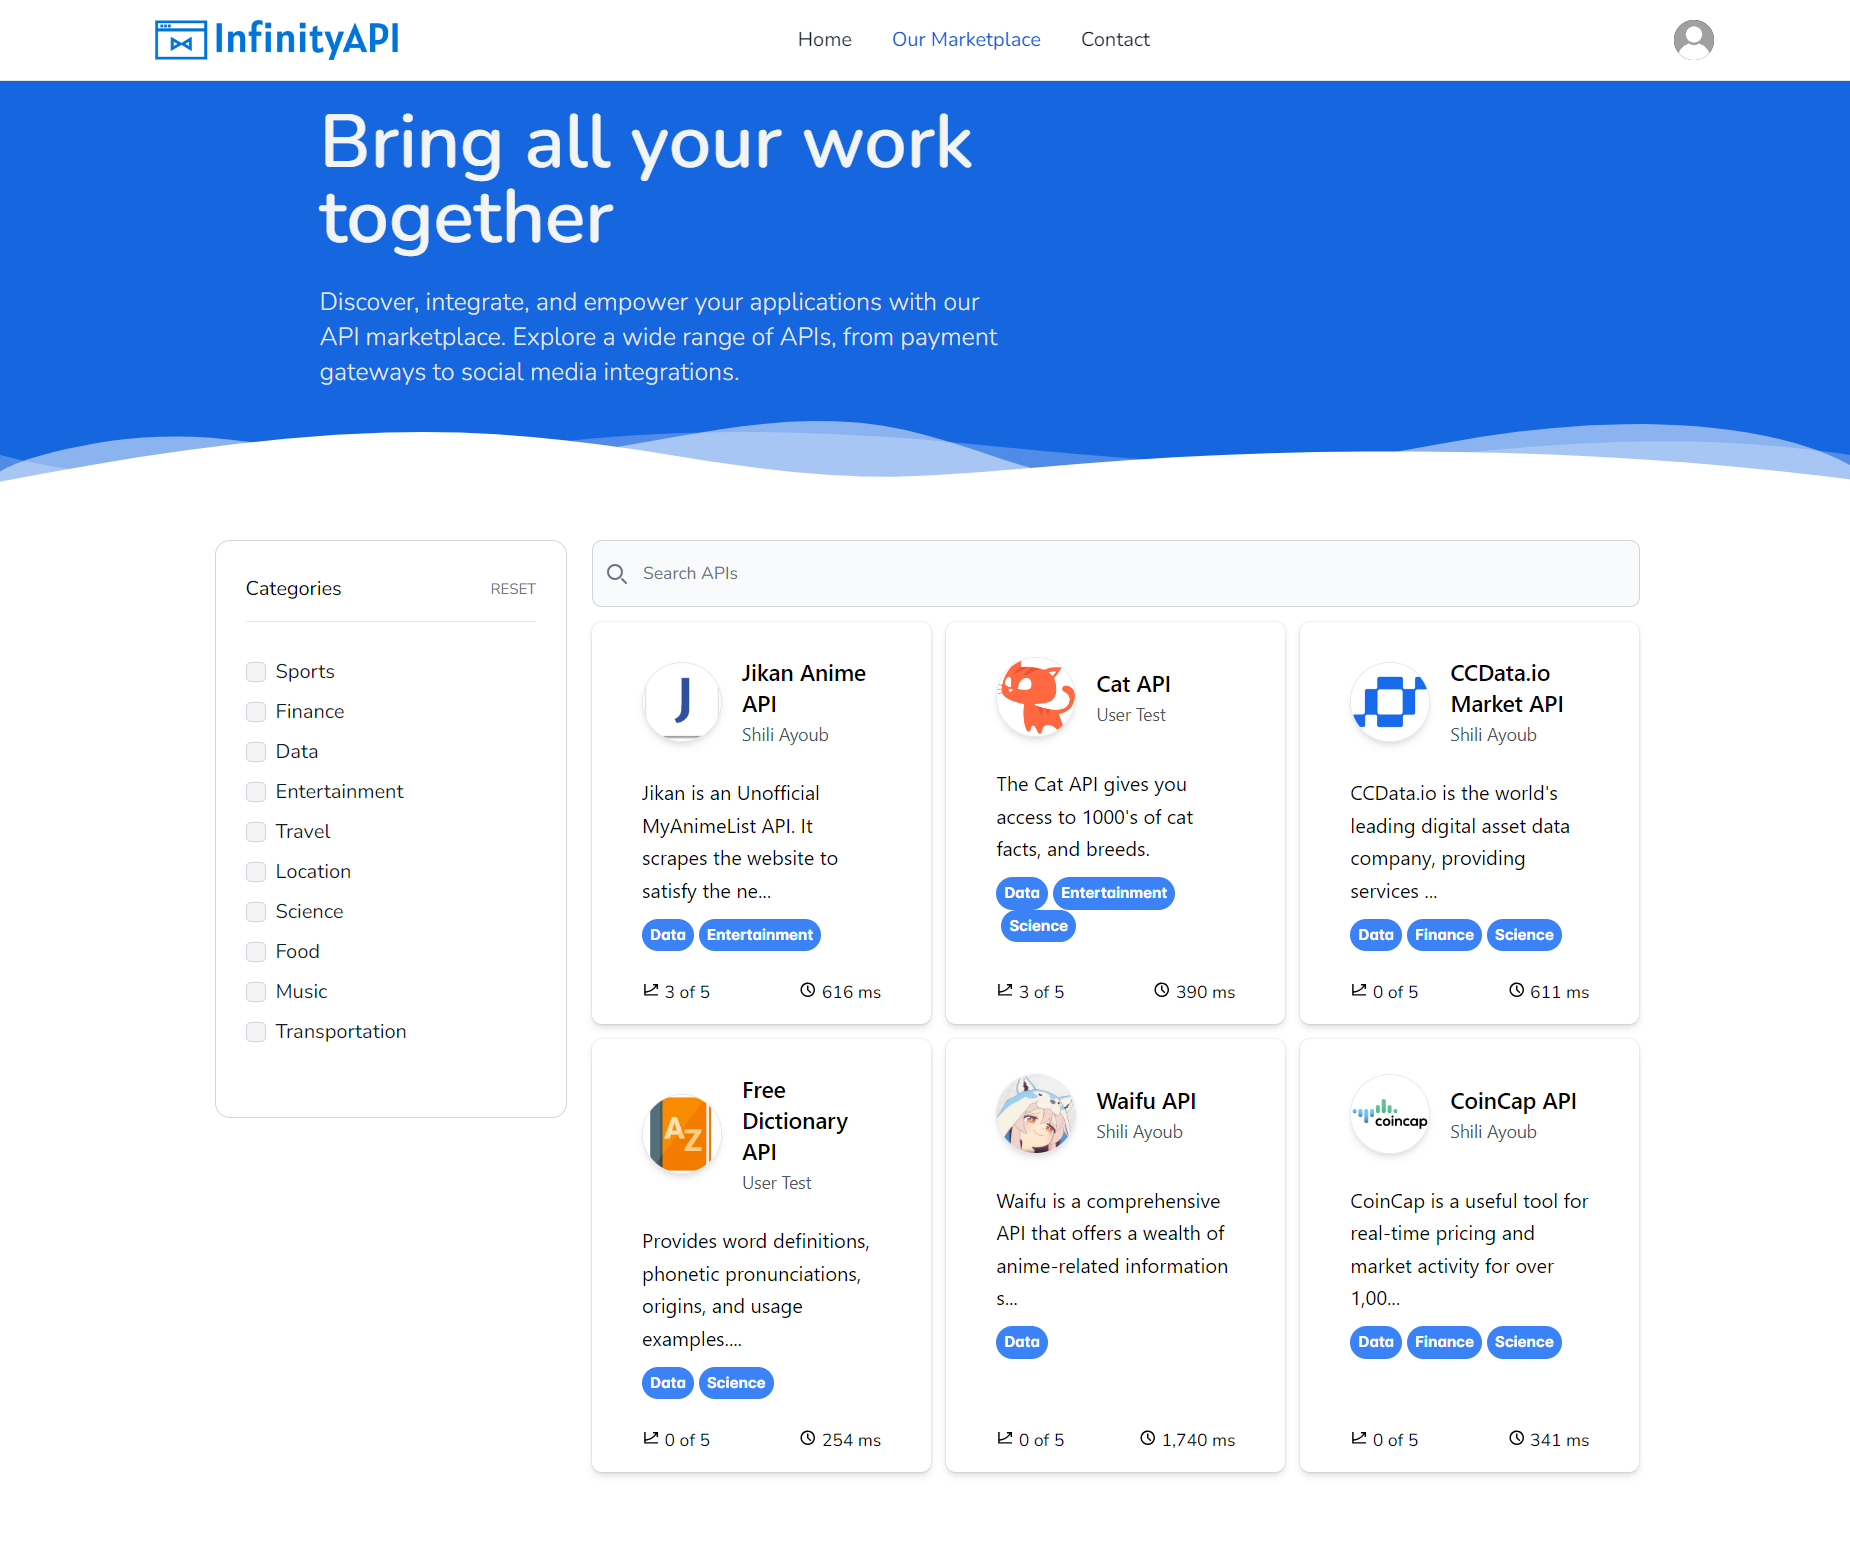 InfinityAPI
Home
Our Marketplace
Contact
Bring all your work
together
Discover, integrate, and empower your applications with our
API marketplace. Explore a wide range of APIs, from payment
gateways to social media integrations.
Categories
RESET
Sports
Finance
Data
Entertainment
Travel
Location
Science
Food
Music
Transportation
Search APIs
J
Jikan Anime
API
Shili Ayoub
Jikan is an Unofficial
MyAnimeList API. It
scrapes the website to
satisfy the ne...
Data
Entertainment
3 of 5
616 ms
Cat API
User Test
The Cat API gives you
access to 1000's of cat
facts, and breeds.
Data
Entertainment
Science
3 of 5
390 ms
CCData.io
Market API
Shili Ayoub
CCData.io is the world's
leading digital asset data
company, providing
services ...
Data
Finance
Science
0 of 5
611 ms
AZ
Free
Dictionary
API
User Test
Provides word definitions,
phonetic pronunciations,
origins, and usage
examples....
Data
Science
0 of 5
254 ms
Waifu API
Shili Ayoub
Waifu is a comprehensive
API that offers a wealth of
anime-related information
s...
Data
0 of 5
1,740 ms
coincap
CoinCap API
Shili Ayoub
CoinCap is a useful tool for
real-time pricing and
market activity for over
1,00...
Data
Finance
Science
0 of 5
341 ms